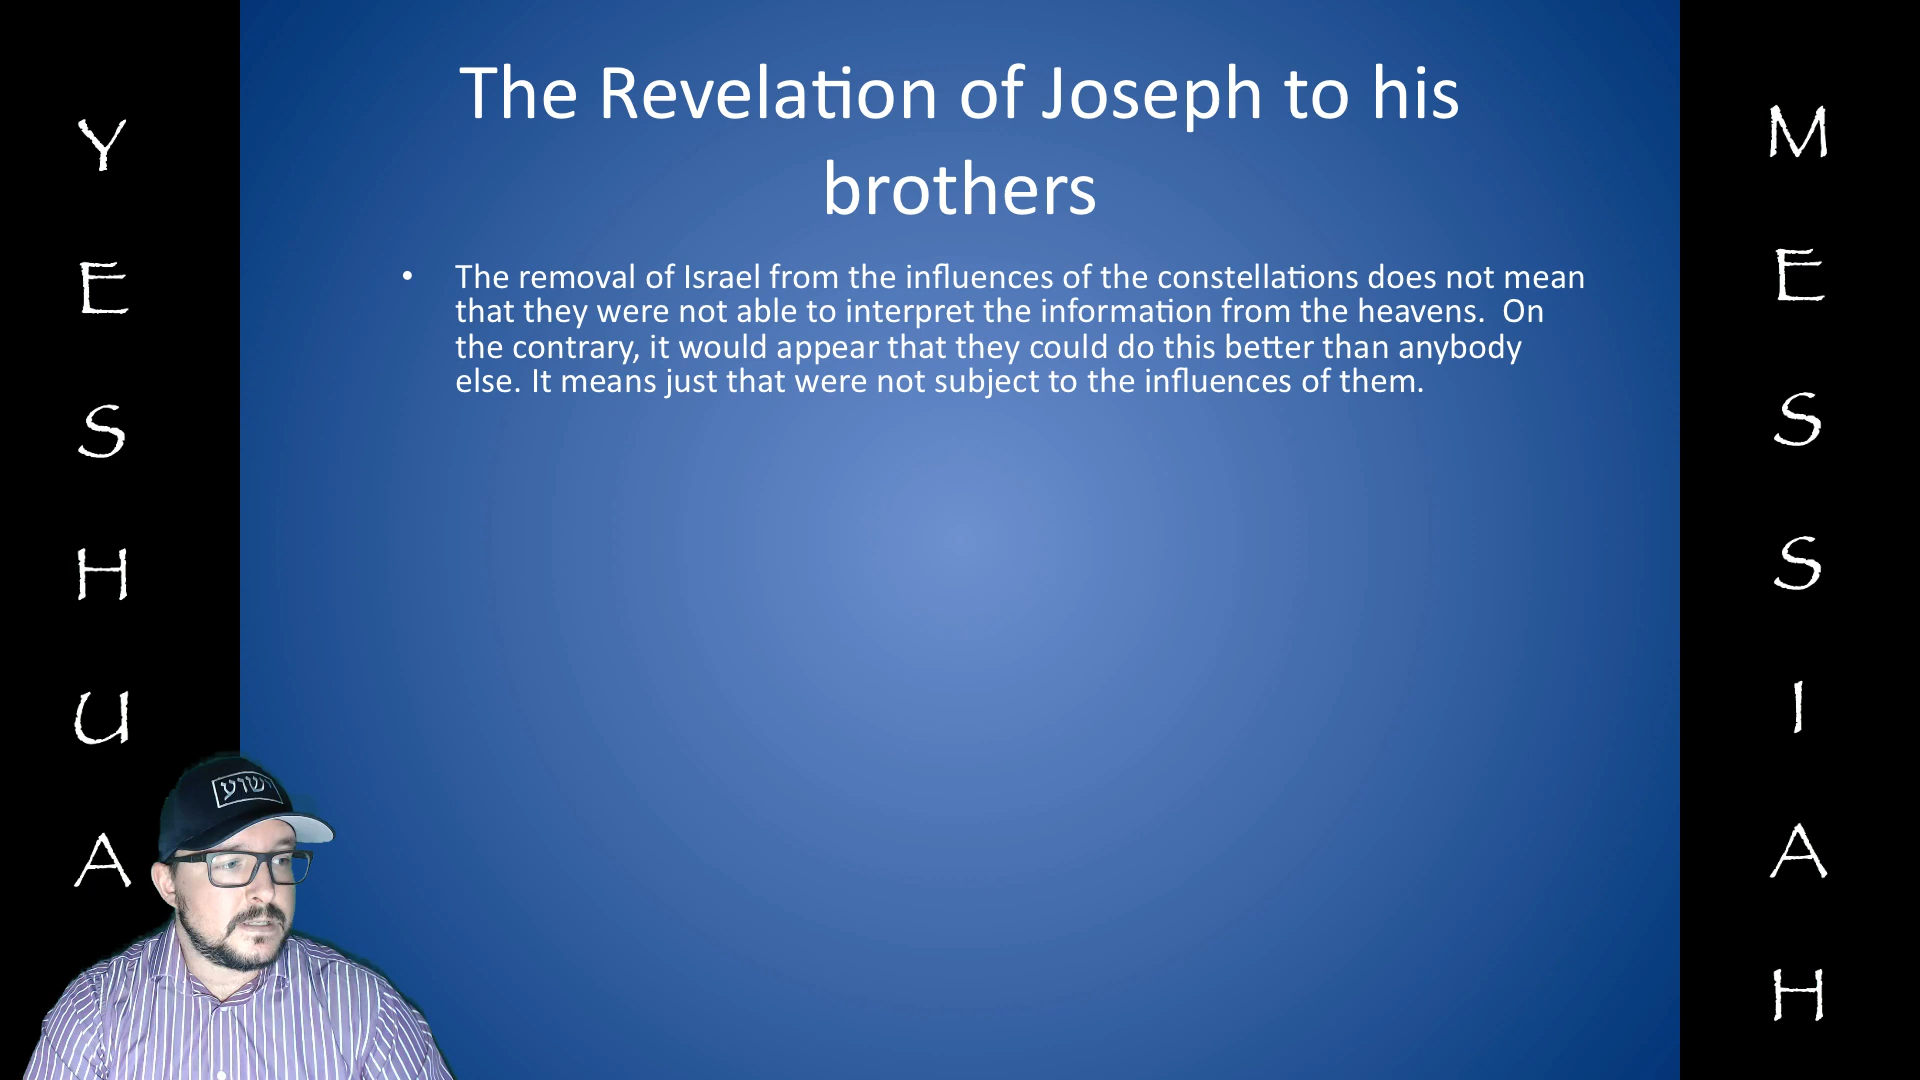 The Revelation of Joseph to his
brothers
• The removal of Israel from the influences of the constellations does not mean
that they were not able to interpret the information from the heavens.  On
the contrary, it would appear that they could do this better than anybody
else. It means just that were not subject to the influences of them.
Y
E
S
H
U
A
M
E
S
S
I
A
H
ישוע